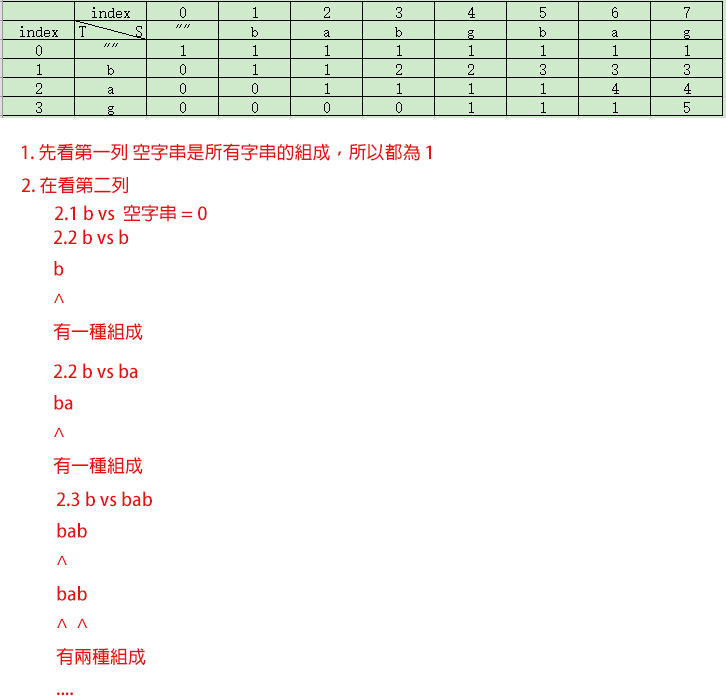 index 0 1 2 3 4 5 6 7
index T S "" b a b g b a g
0 "" 1 1 1 1 1 1 1 1
1 b 0 1 1 2 2 3 3 3
2 a 0 0 1 1 1 1 4 4
3 g 0 0 0 0 1 1 1 5
1. 先看第一列 空字串是所有字串的組成，所以都為 1
2. 在看第二列
2.1 b vs 空字串 = 0
2.2 b vs b
b
^
有一種組成
2.2 b vs ba
ba
^
有一種組成
2.3 b vs bab
bab
^
bab
^ ^
有兩種組成
....